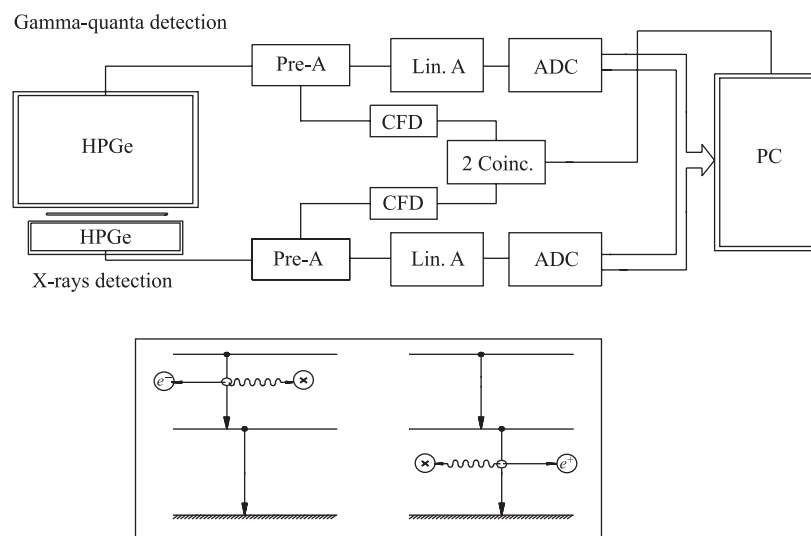 Gamma-quanta detection
Pre-A
Lin. A
ADC
HPGe
CFD
2 Coinc.
PC
CFD
HPGe
Pre-A
Lin. A
ADC
X-rays detection
e⁻
x
x
e⁺